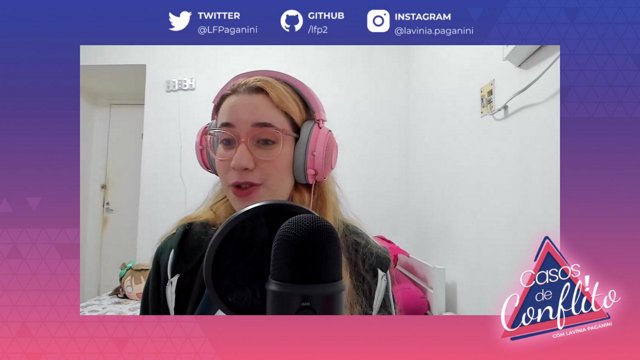 TWITTER
@LFPaganini
GITHUB
/lfp2
INSTAGRAM
@lavinia.paganini
Casos
de
Conflito
COM LAVINIA PAGANINI